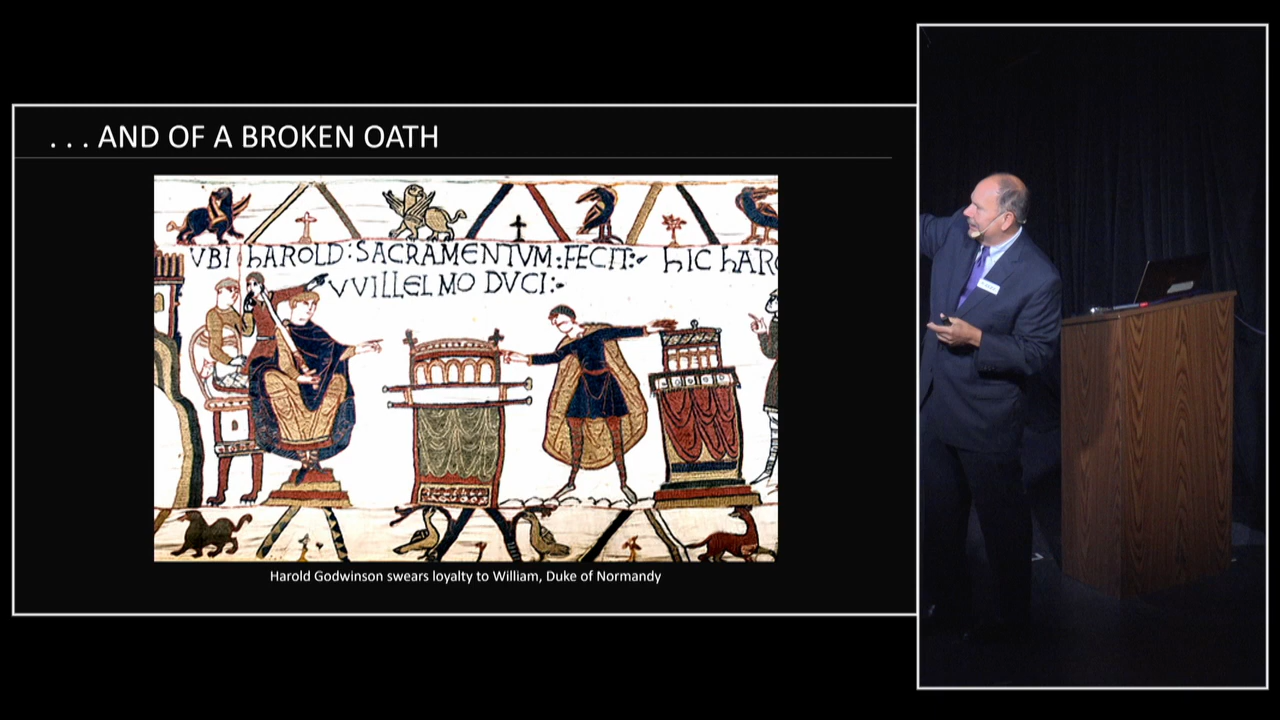 . . . AND OF A BROKEN OATH
VBI hAROLD·SACRAMENTVM:FECIT:- hIC hARO
VVILLELMO DVCI:-
Harold Godwinson swears loyalty to William, Duke of Normandy